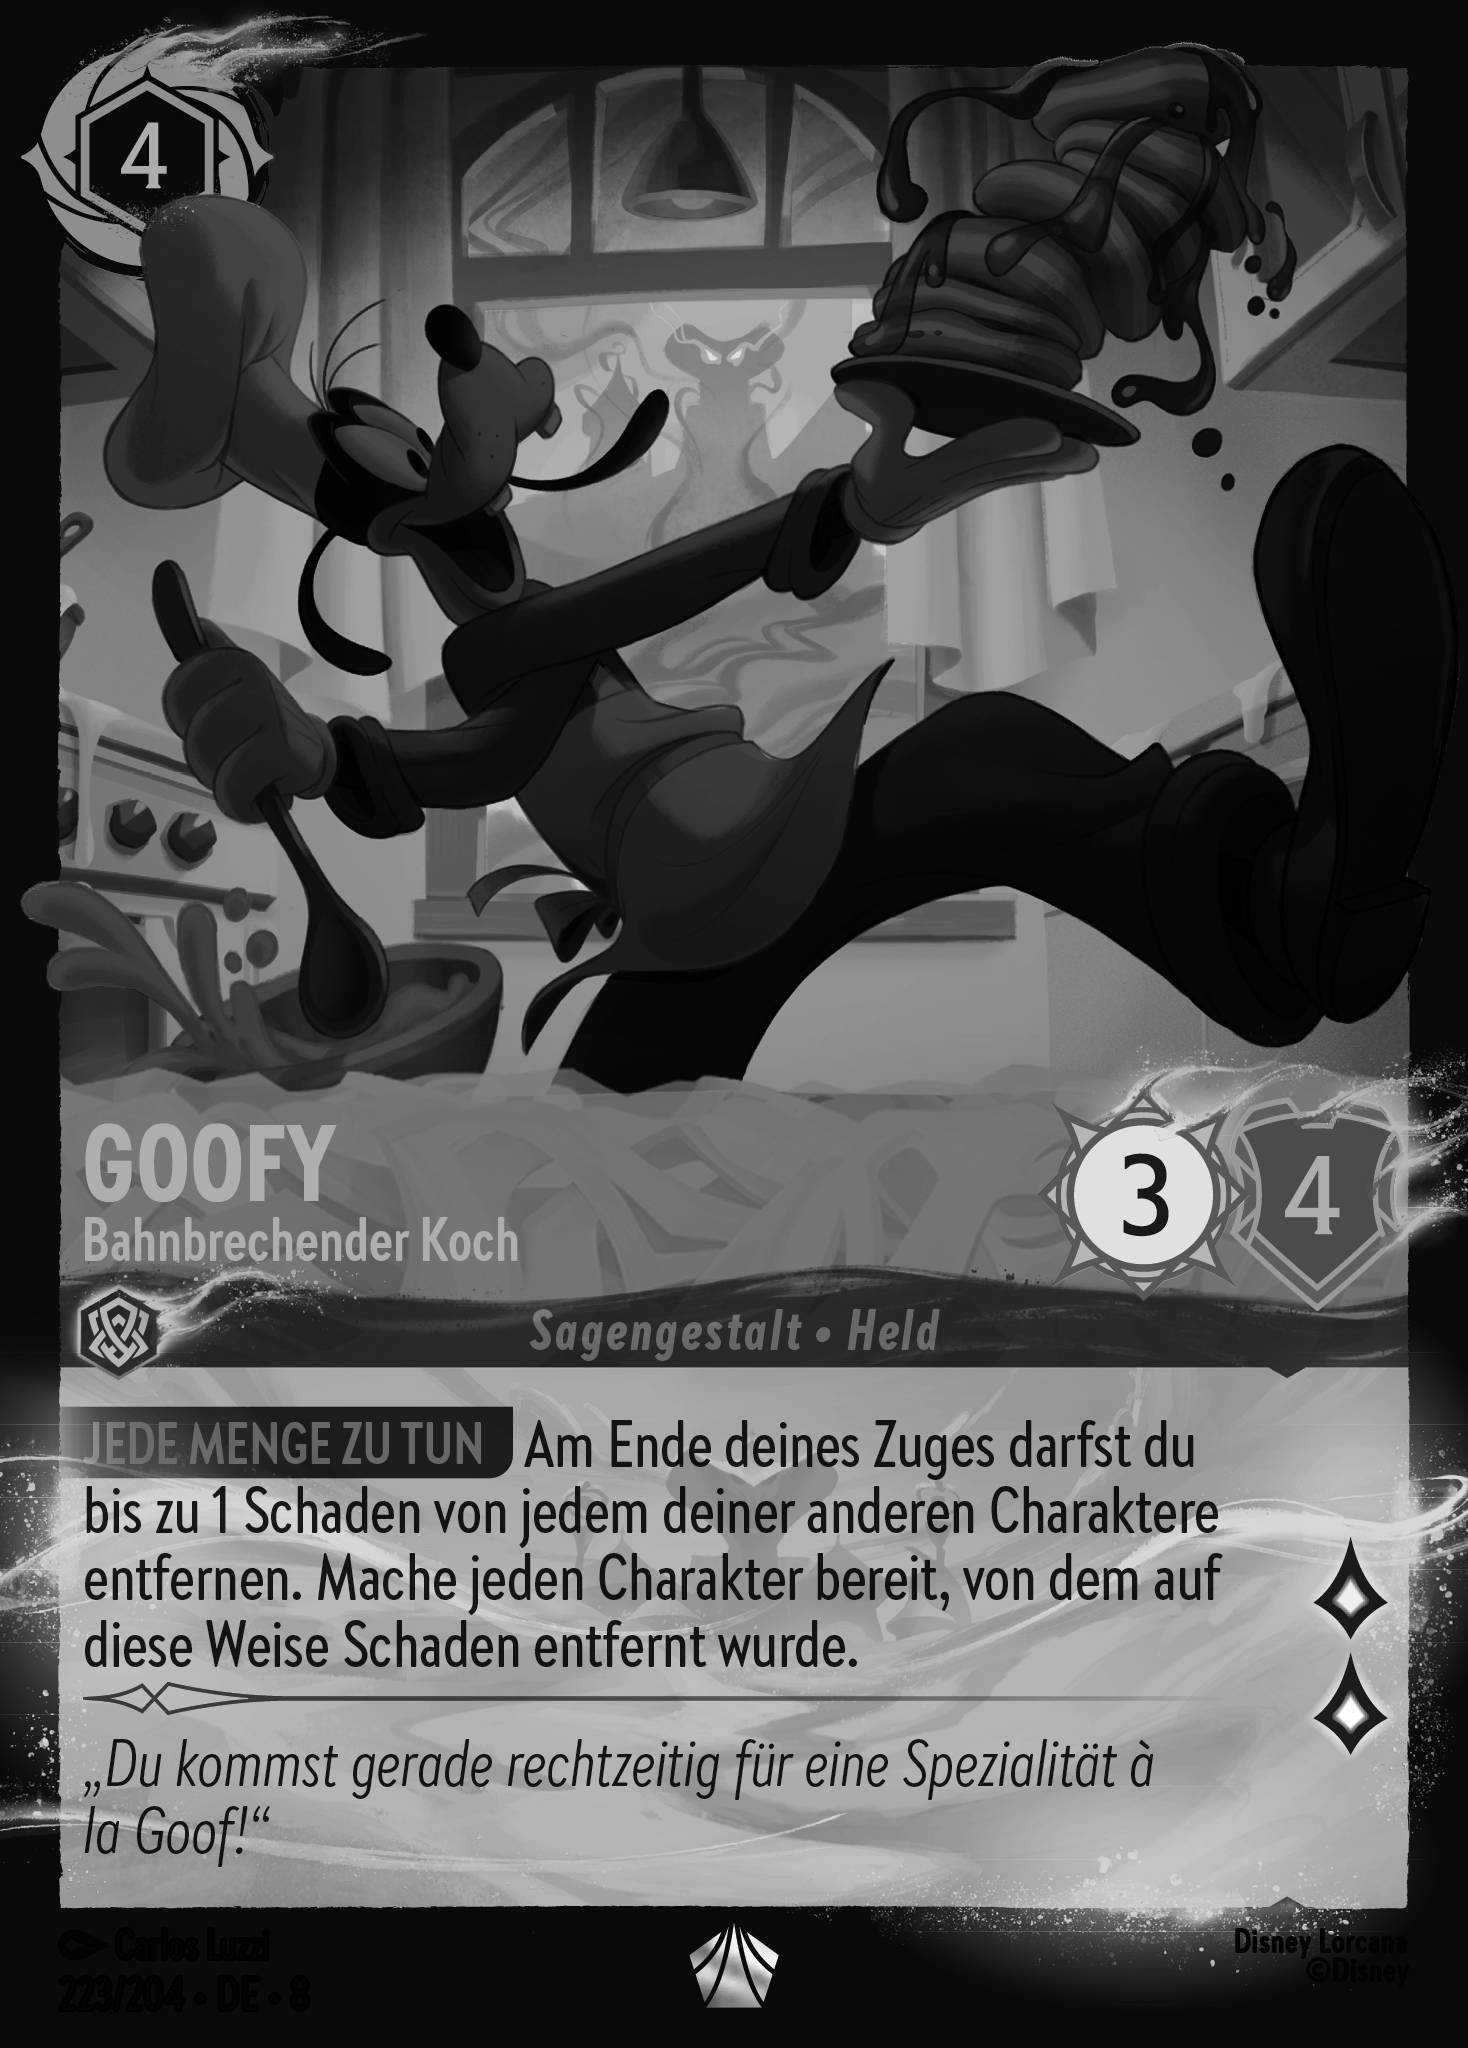 4
GOOFY
Bahnbrechender Koch
3
4
Sagengestalt • Held
JEDE MENGE ZU TUN Am Ende deines Zuges darfst du
bis zu 1 Schaden von jedem deiner anderen Charaktere
entfernen. Mache jeden Charakter bereit, von dem auf
diese Weise Schaden entfernt wurde.
„Du kommst gerade rechtzeitig für eine Spezialität à
la Goof!“
Carlos Luzzi
Disney Lorcana
223/204 • DE • 8
©Disney